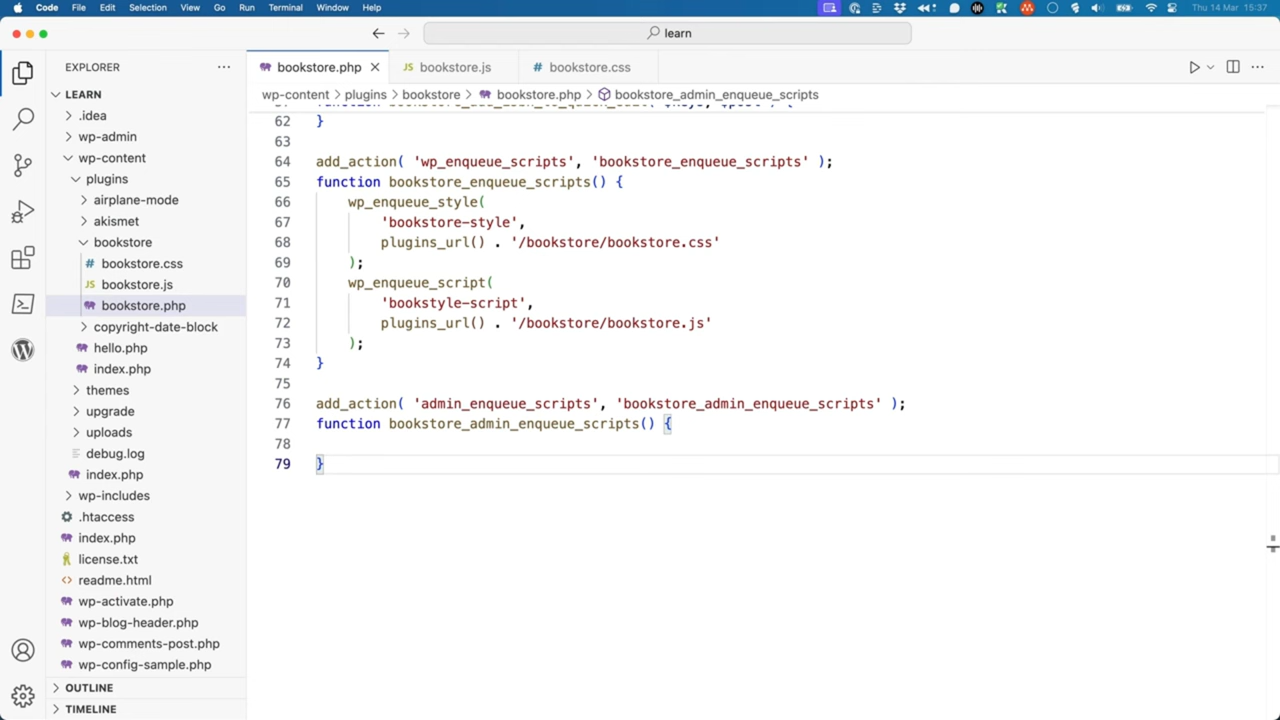 Code File Edit Selection View Go Run Terminal Window Help Thu 14 Mar 15:37
learn
EXPLORER
bookstore.php
JS bookstore.js
# bookstore.css
LEARN
wp-content > plugins > bookstore > bookstore.php > bookstore_admin_enqueue_scripts
.idea
wp-admin
wp-content
plugins
airplane-mode
akismet
bookstore
# bookstore.css
JS bookstore.js
bookstore.php
copyright-date-block
hello.php
index.php
themes
upgrade
uploads
debug.log
index.php
wp-includes
.htaccess
index.php
license.txt
<> readme.html
wp-activate.php
wp-blog-header.php
wp-comments-post.php
wp-config-sample.php
OUTLINE
TIMELINE
62 }
63
64 add_action( 'wp_enqueue_scripts', 'bookstore_enqueue_scripts' );
65 function bookstore_enqueue_scripts() {
66 wp_enqueue_style(
67 'bookstore-style',
68 plugins_url() . '/bookstore/bookstore.css'
69 );
70 wp_enqueue_script(
71 'bookstyle-script',
72 plugins_url() . '/bookstore/bookstore.js'
73 );
74 }
75
76 add_action( 'admin_enqueue_scripts', 'bookstore_admin_enqueue_scripts' );
77 function bookstore_admin_enqueue_scripts() {
78
79 }